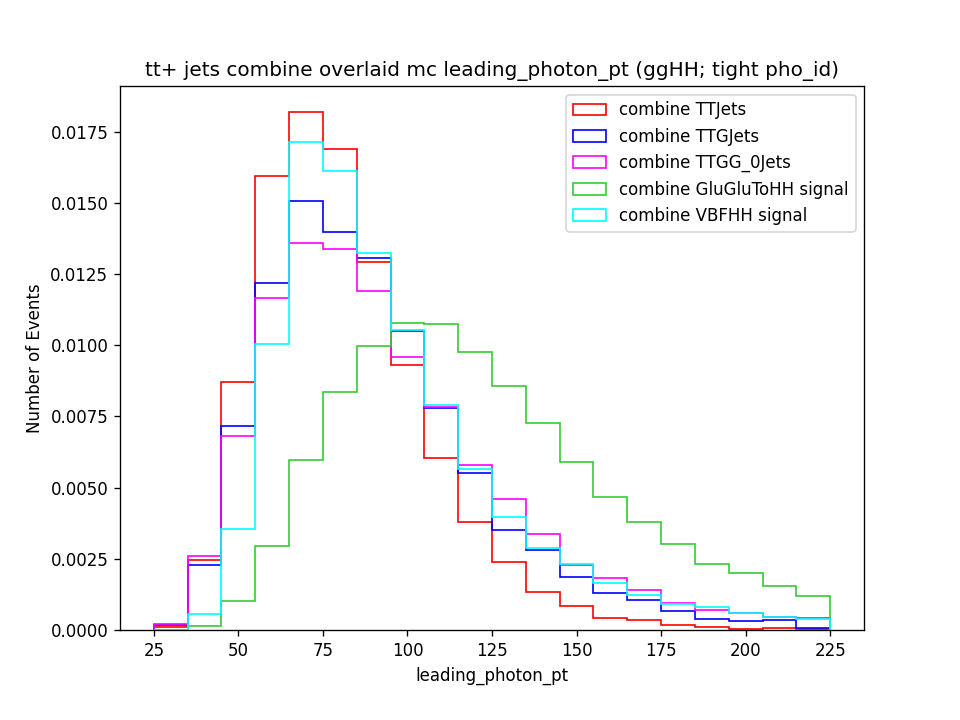 tt+ jets combine overlaid mc leading_photon_pt (ggHH; tight pho_id)
combine TTJets
combine TTGJets
combine TTGG_0Jets
combine GluGluToHH signal
combine VBFHH signal
Number of Events
0.0175
0.0150
0.0125
0.0100
0.0075
0.0050
0.0025
0.0000
25 50 75 100 125 150 175 200 225
leading_photon_pt